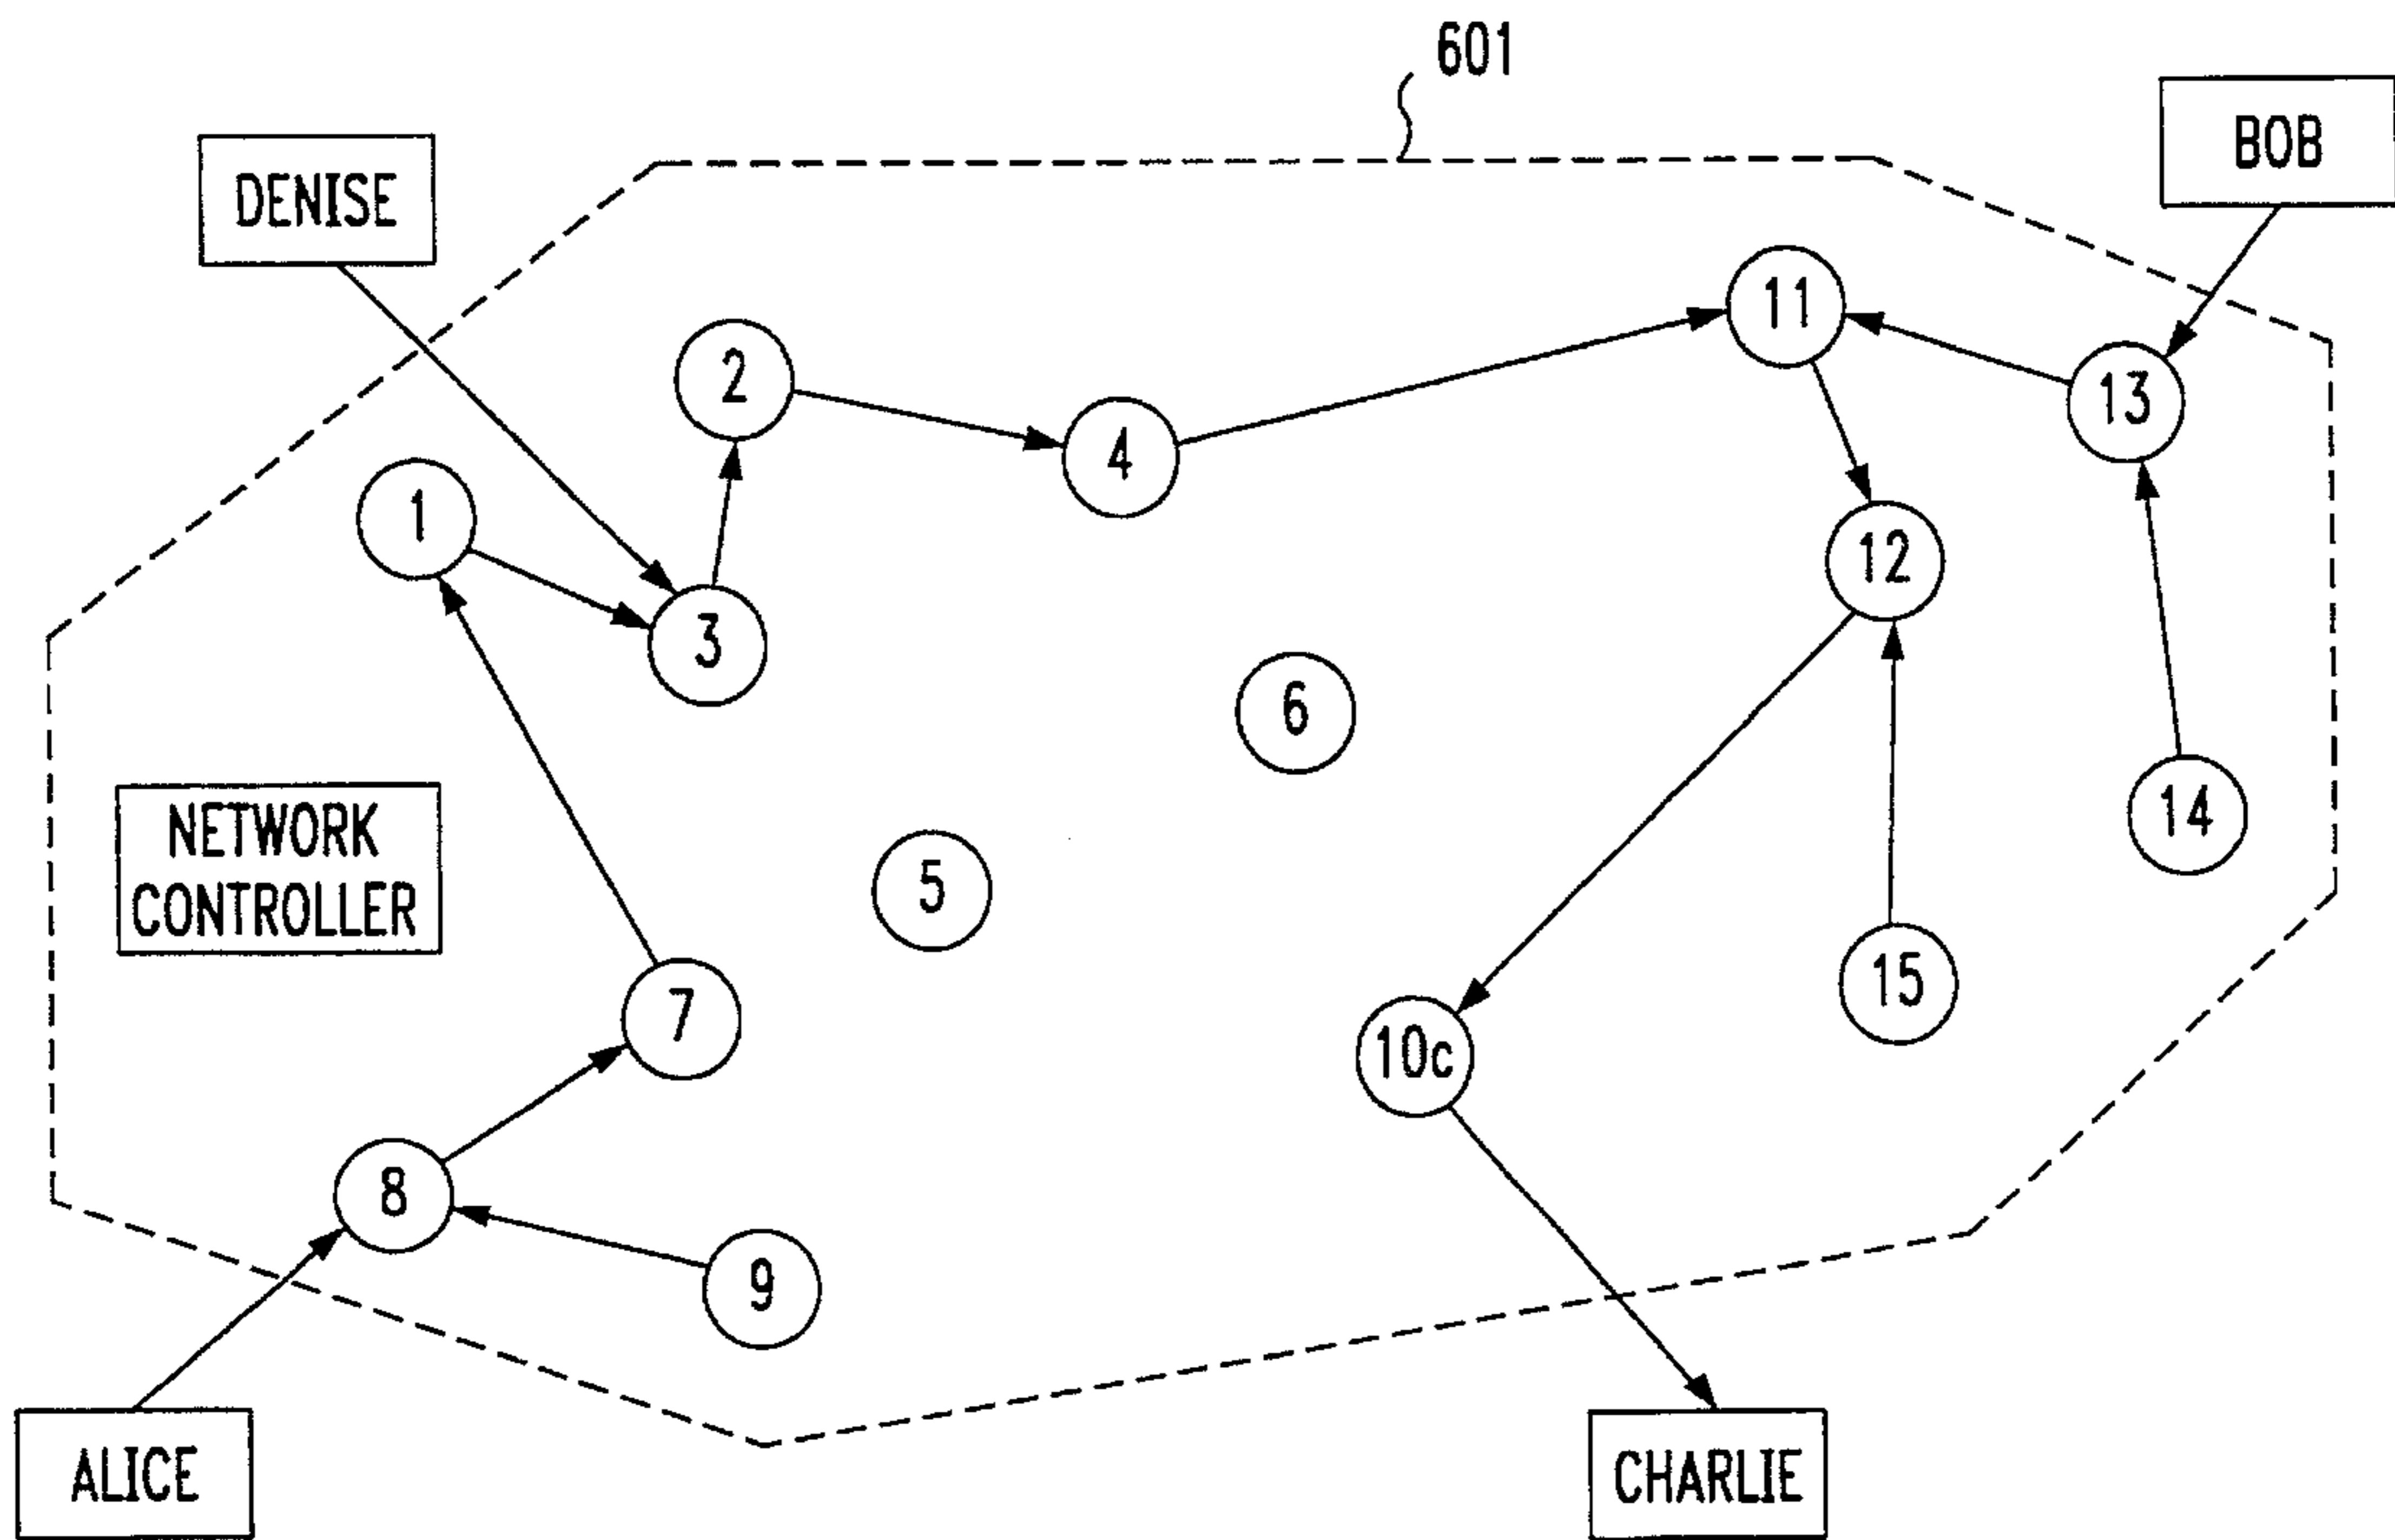 601
BOB
DENISE
11
2
13
4
1
12
3
6
14
NETWORK
CONTROLLER
5
15
7
10c
8
9
ALICE
CHARLIE